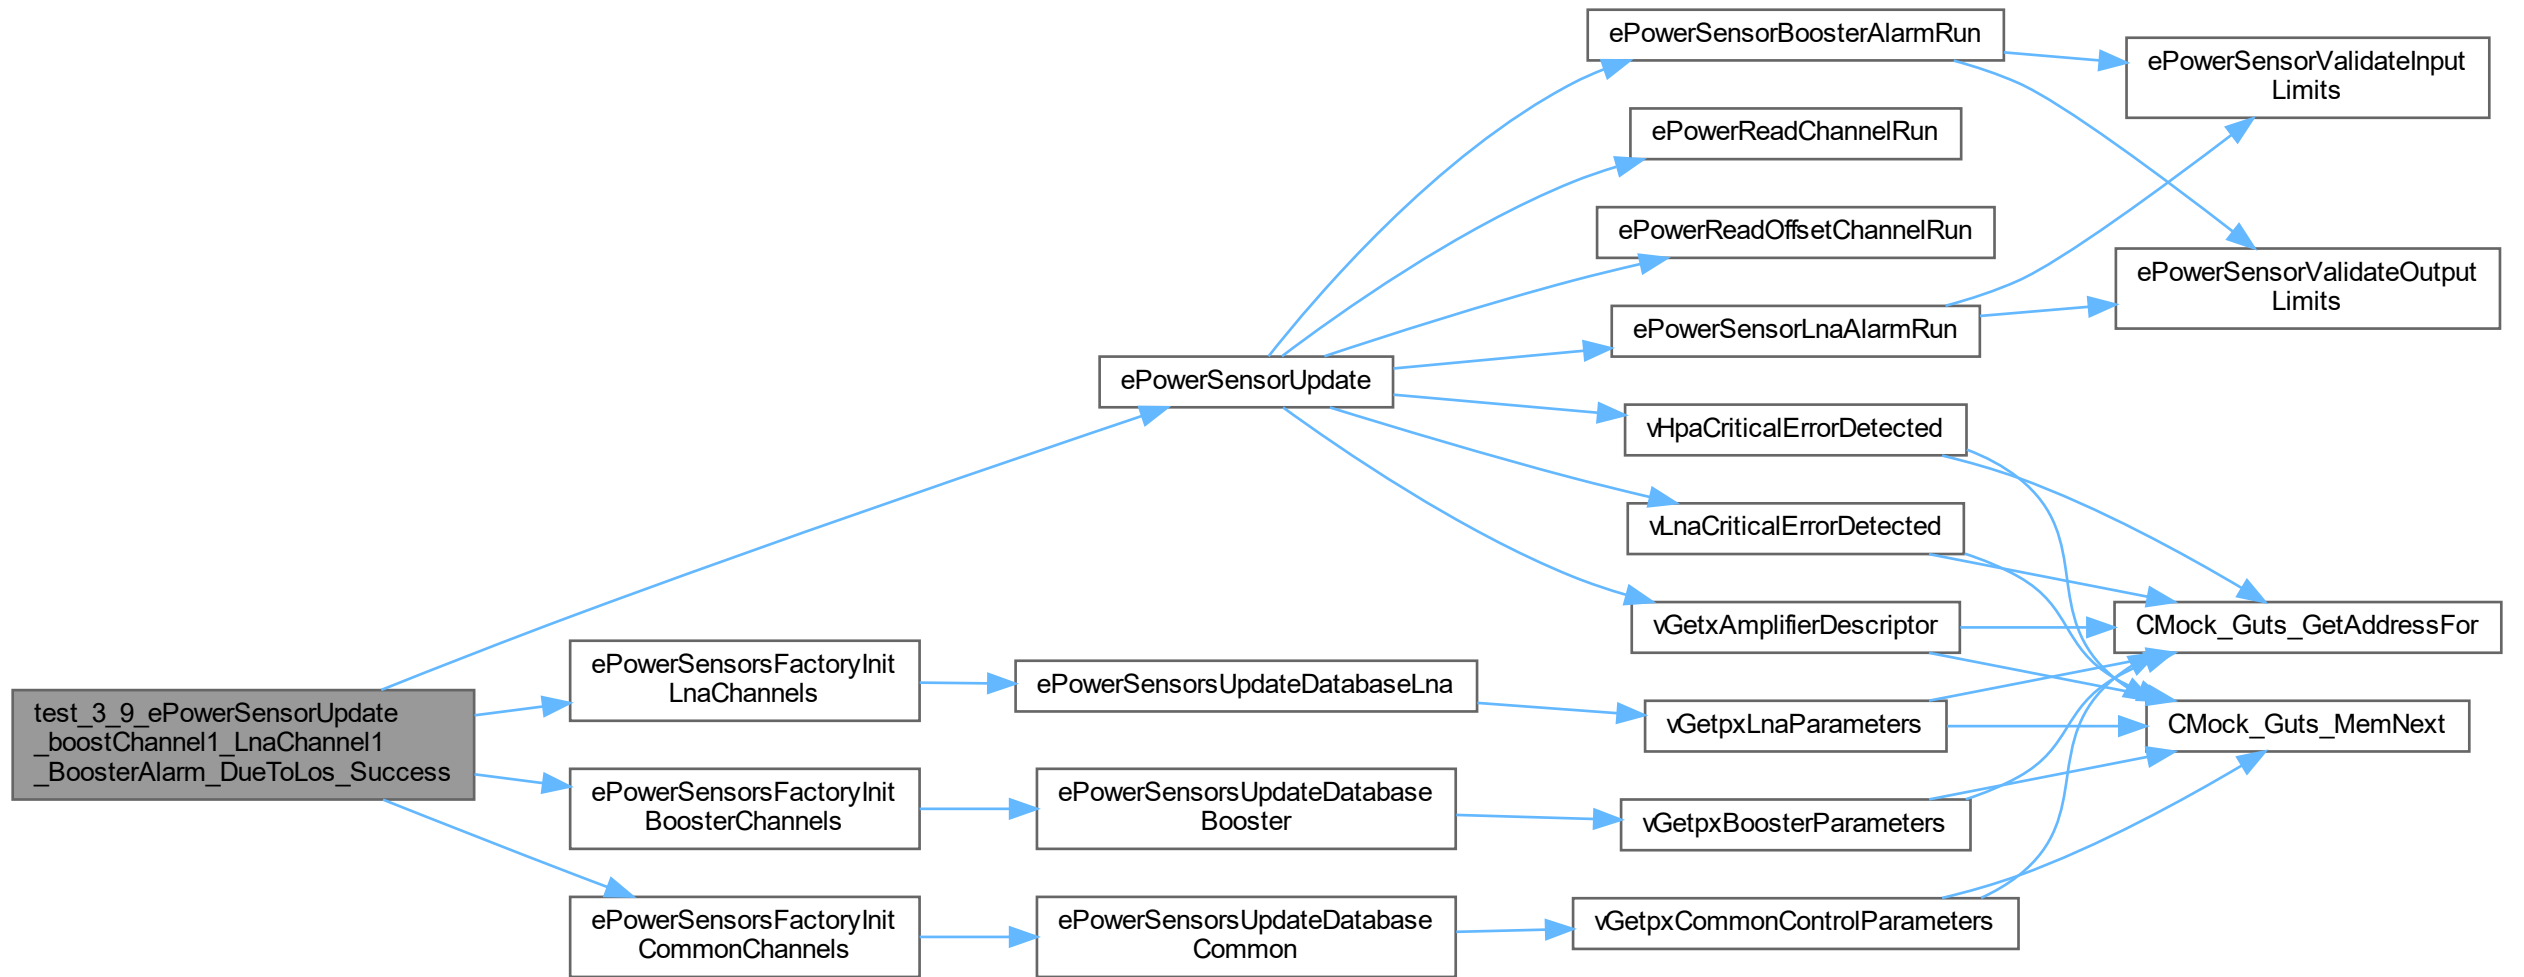 ePowerSensorBoosterAlarmRun
ePowerSensorValidateInput
Limits
ePowerReadChannelRun
ePowerReadOffsetChannelRun
ePowerSensorValidateOutput
Limits
ePowerSensorLnaAlarmRun
ePowerSensorUpdate
vHpaCriticalErrorDetected
vLnaCriticalErrorDetected
vGetxAmplifierDescriptor
CMock_Guts_GetAddressFor
ePowerSensorsFactoryInit
LnaChannels
ePowerSensorsUpdateDatabaseLna
test_3_9_ePowerSensorUpdate
_boostChannel1_LnaChannel1
_BoosterAlarm_DueToLos_Success
vGetpxLnaParameters
CMock_Guts_MemNext
ePowerSensorsFactoryInit
BoosterChannels
ePowerSensorsUpdateDatabase
Booster
vGetpxBoosterParameters
ePowerSensorsFactoryInit
CommonChannels
ePowerSensorsUpdateDatabase
Common
vGetpxCommonControlParameters